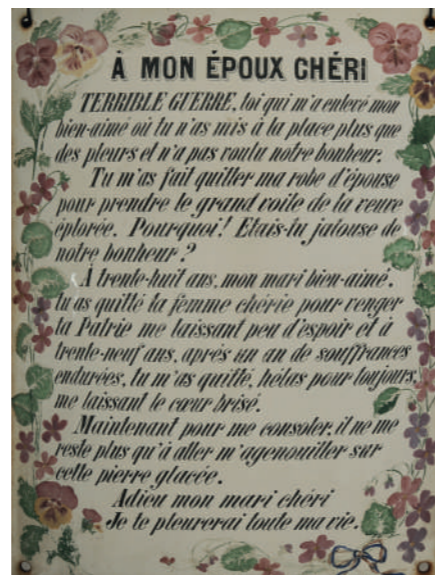 À MON ÉPOUX CHÉRI
TERRIBLE GUERRE, toi qui m'a enlevé mon
bien-aimé où tu n'as mis à la place plus que
des pleurs et n'a pas voulu notre bonheur.
Tu m'as fait quitter ma robe d'épouse
pour prendre le grand voile de la veuve
éplorée. Pourquoi! Etais-tu jalouse de
notre bonheur ?
À trente-huit ans, mon mari bien-aimé,
tu as quitté ta femme chérie pour venger
la Patrie me laissant peu d'espoir et à
trente-neuf ans, après un an de souffrances
endurées, tu m'as quitté, hélas pour toujours,
me laissant le cœur brisé.
Maintenant pour me consoler, il ne me
reste plus qu'à aller m'agenouiller sur
cette pierre glacée.
Adieu mon mari chéri
Je te pleurerai toute ma vie.